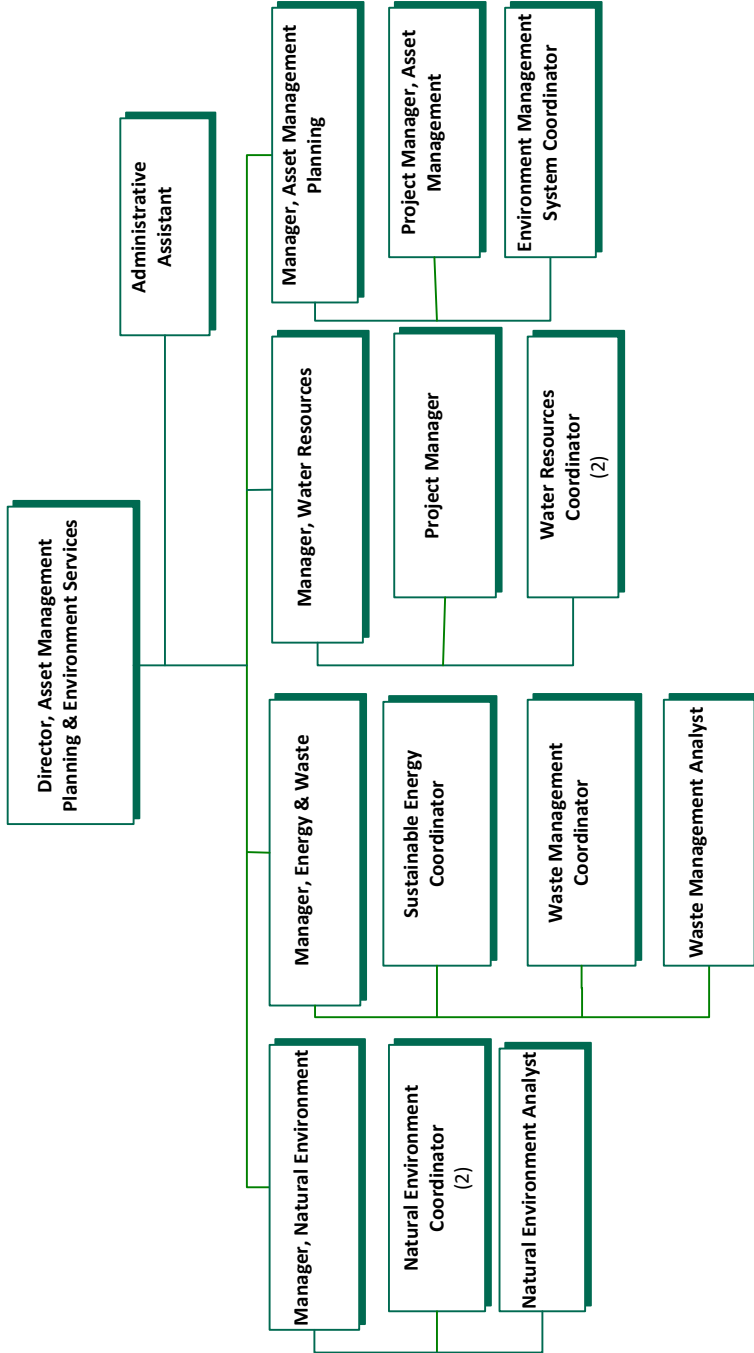 Director, Asset Management
Planning & Environment Services
Administrative
Assistant
Manager, Natural Environment
Natural Environment
Coordinator
(2)
Natural Environment Analyst
Manager, Energy & Waste
Sustainable Energy
Coordinator
Waste Management
Coordinator
Waste Management Analyst
Manager, Water Resources
Project Manager
Water Resources
Coordinator
(2)
Manager, Asset Management
Planning
Project Manager, Asset
Management
Environment Management
System Coordinator